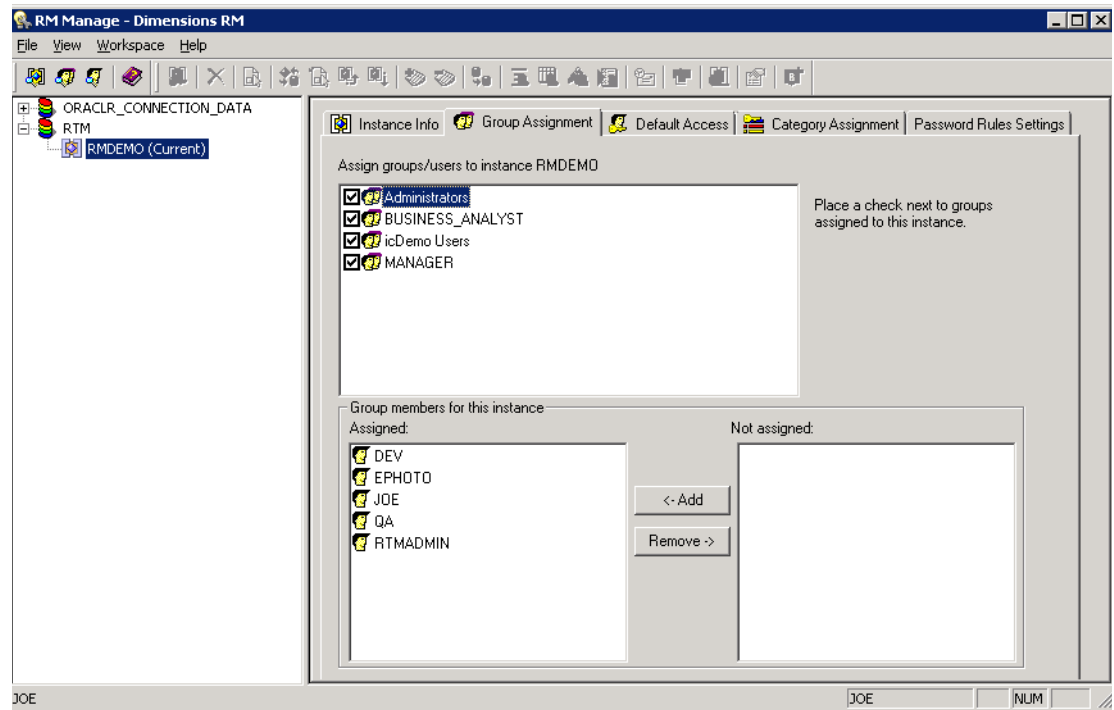 RM Manage - Dimensions RM
File View Workspace Help
ORACLR_CONNECTION_DATA
RTM
RMDEMO (Current)
Instance Info Group Assignment Default Access Category Assignment Password Rules Settings
Assign groups/users to instance RMDEMO
Administrators
BUSINESS_ANALYST
icDemo Users
MANAGER
Place a check next to groups
assigned to this instance.
Group members for this instance
Assigned:
Not assigned:
DEV
EPHOTO
JOE
QA
RTMADMIN
<- Add
Remove ->
JOE
JOE
NUM